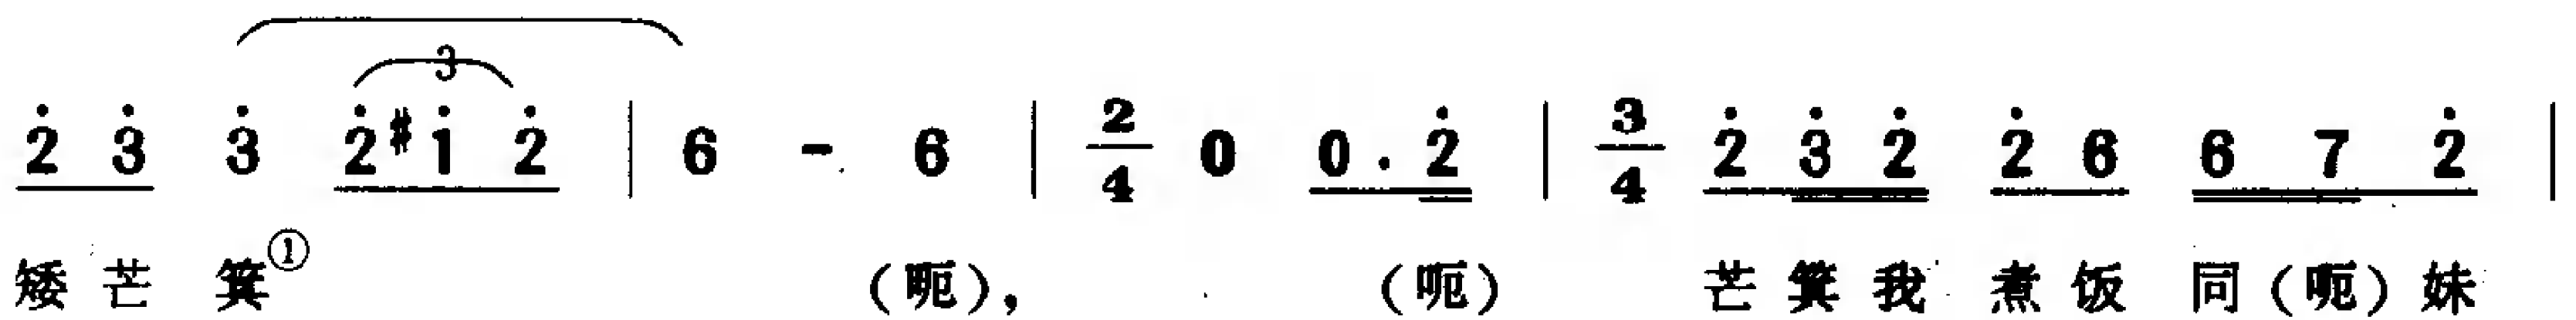 3
2̇ 3̇ 3̇ 2̇ #1̇ 2̇ | 6 - 6 | 2/4 0 0 . 2̇ | 3/4 2̇ 3̇ 2̇ 2̇ 6 6 7 2̇ |
矮芒箕① (呃), (呃) 芒箕我煮饭同(呃)妹